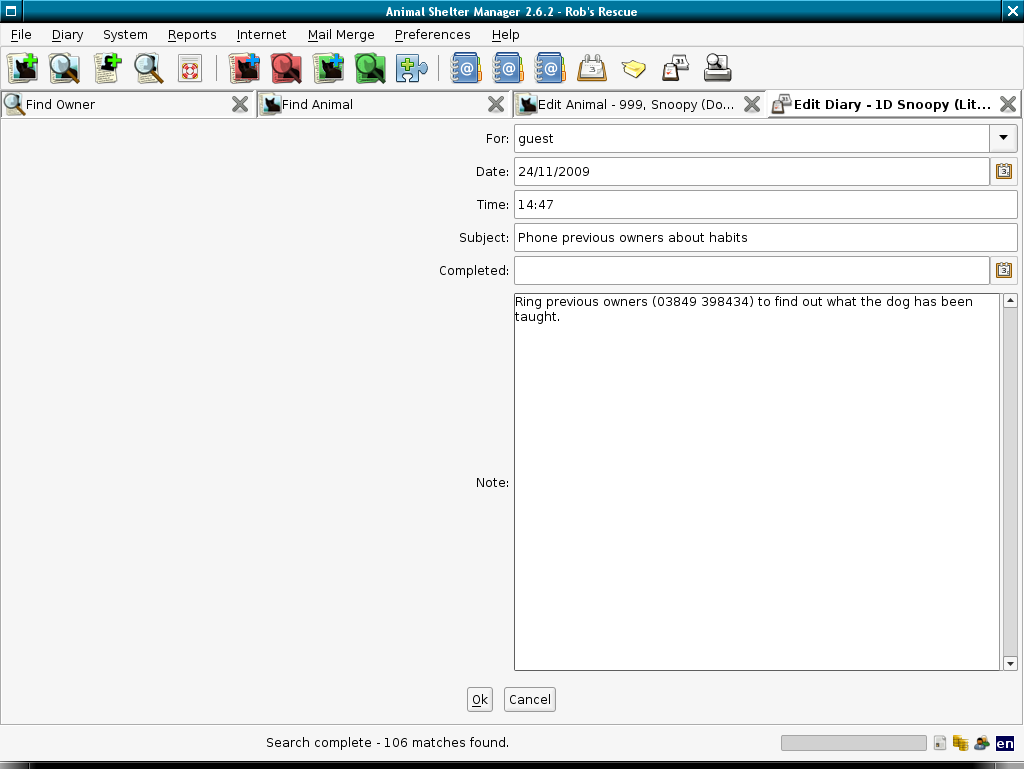 Animal Shelter Manager 2.6.2 - Rob's Rescue
File Diary System Reports Internet Mail Merge Preferences Help
Find Owner Find Animal Edit Animal - 999, Snoopy (Do... Edit Diary - 1D Snoopy (Lit...
For: guest
Date: 24/11/2009
Time: 14:47
Subject: Phone previous owners about habits
Completed:
Ring previous owners (03849 398434) to find out what the dog has been
taught.
Note:
Ok Cancel
Search complete - 106 matches found.
en